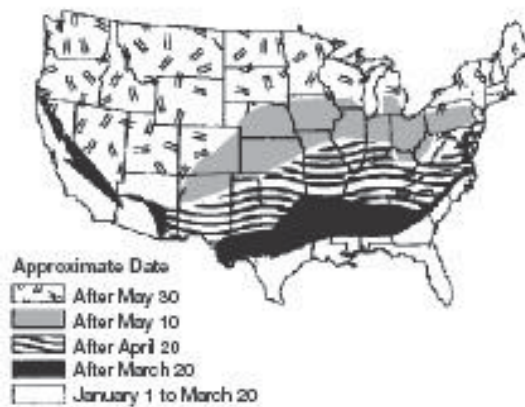 Approximate Date
After May 30
After May 10
After April 20
After March 20
January 1 to March 20